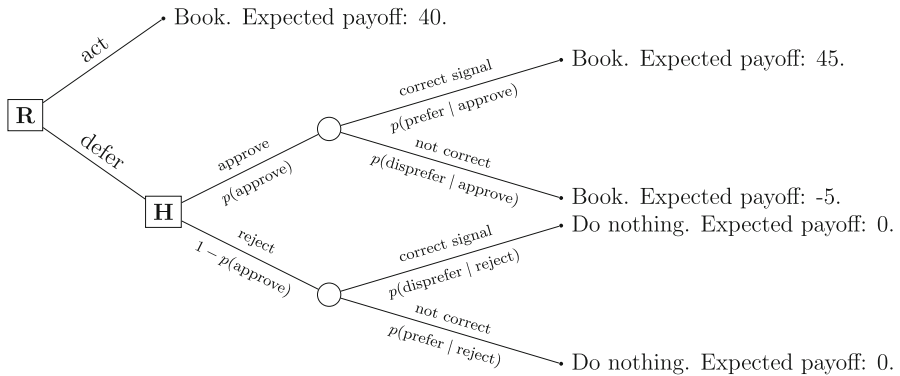 act
Book. Expected payoff: 40.
R
defer
H
approve
p(approve)
correct signal
p(prefer | approve)
Book. Expected payoff: 45.
not correct
p(disprefer | approve)
Book. Expected payoff: -5.
reject
1 − p(approve)
correct signal
p(disprefer | reject)
Do nothing. Expected payoff: 0.
not correct
p(prefer | reject)
Do nothing. Expected payoff: 0.